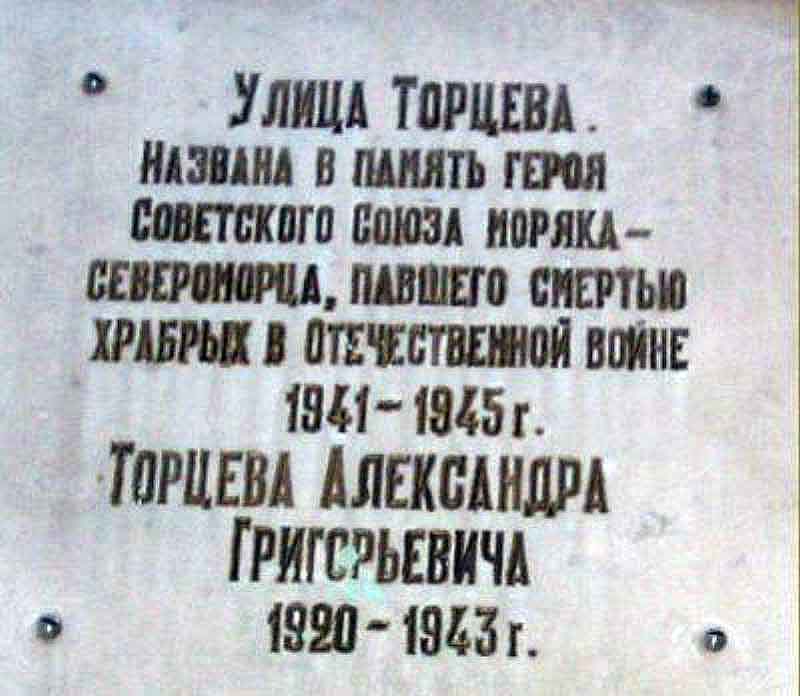 Улица Торцева.
Названа в память героя
Советского Союза моряка-
североморца, павшего смертью
храбрых в Отечественной войне
1941-1945 г.
Торцева Александра
Григорьевича
1920-1943 г.